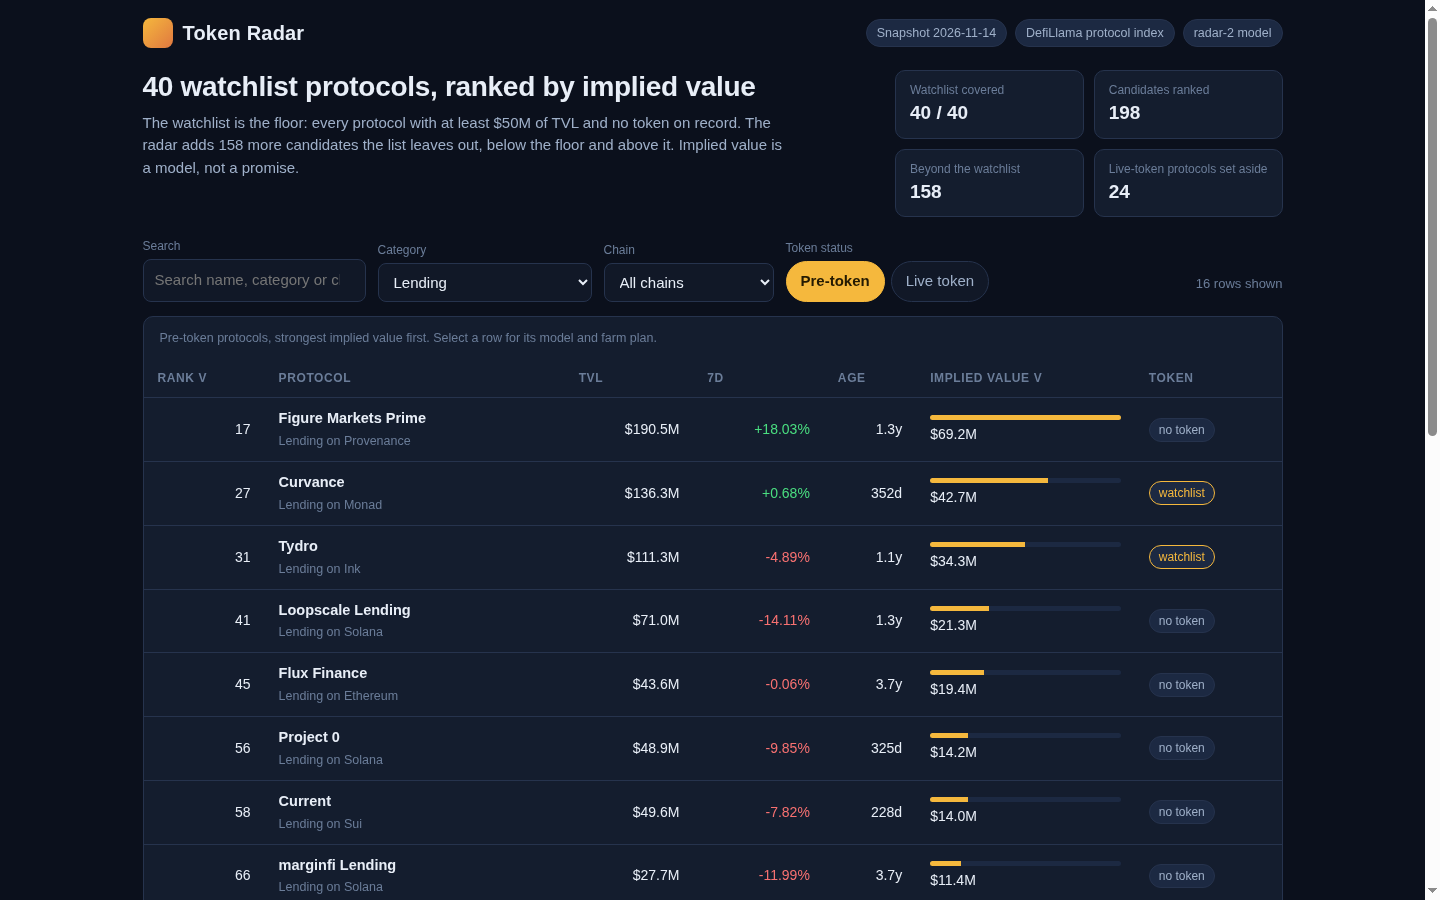 Token Radar
Snapshot 2026-11-14
DefiLlama protocol index
radar-2 model
40 watchlist protocols, ranked by implied value
The watchlist is the floor: every protocol with at least $50M of TVL and no token on record. The
radar adds 158 more candidates the list leaves out, below the floor and above it. Implied value is
a model, not a promise.
Watchlist covered
40 / 40
Candidates ranked
198
Beyond the watchlist
158
Live-token protocols set aside
24
Search
Search name, category or c
Category
Lending
Chain
All chains
Token status
Pre-token
Live token
16 rows shown
Pre-token protocols, strongest implied value first. Select a row for its model and farm plan.
RANK V PROTOCOL TVL 7D AGE IMPLIED VALUE V TOKEN
17 Figure Markets Prime $190.5M +18.03% 1.3y $69.2M no token
Lending on Provenance
27 Curvance $136.3M +0.68% 352d $42.7M watchlist
Lending on Monad
31 Tydro $111.3M -4.89% 1.1y $34.3M watchlist
Lending on Ink
41 Loopscale Lending $71.0M -14.11% 1.3y $21.3M no token
Lending on Solana
45 Flux Finance $43.6M -0.06% 3.7y $19.4M no token
Lending on Ethereum
56 Project 0 $48.9M -9.85% 325d $14.2M no token
Lending on Solana
58 Current $49.6M -7.82% 228d $14.0M no token
Lending on Sui
66 marginfi Lending $27.7M -11.99% 3.7y $11.4M no token
Lending on Solana